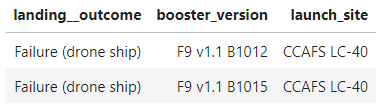 landing__outcome booster_version launch_site
Failure (drone ship) F9 v1.1 B1012 CCAFS LC-40
Failure (drone ship) F9 v1.1 B1015 CCAFS LC-40